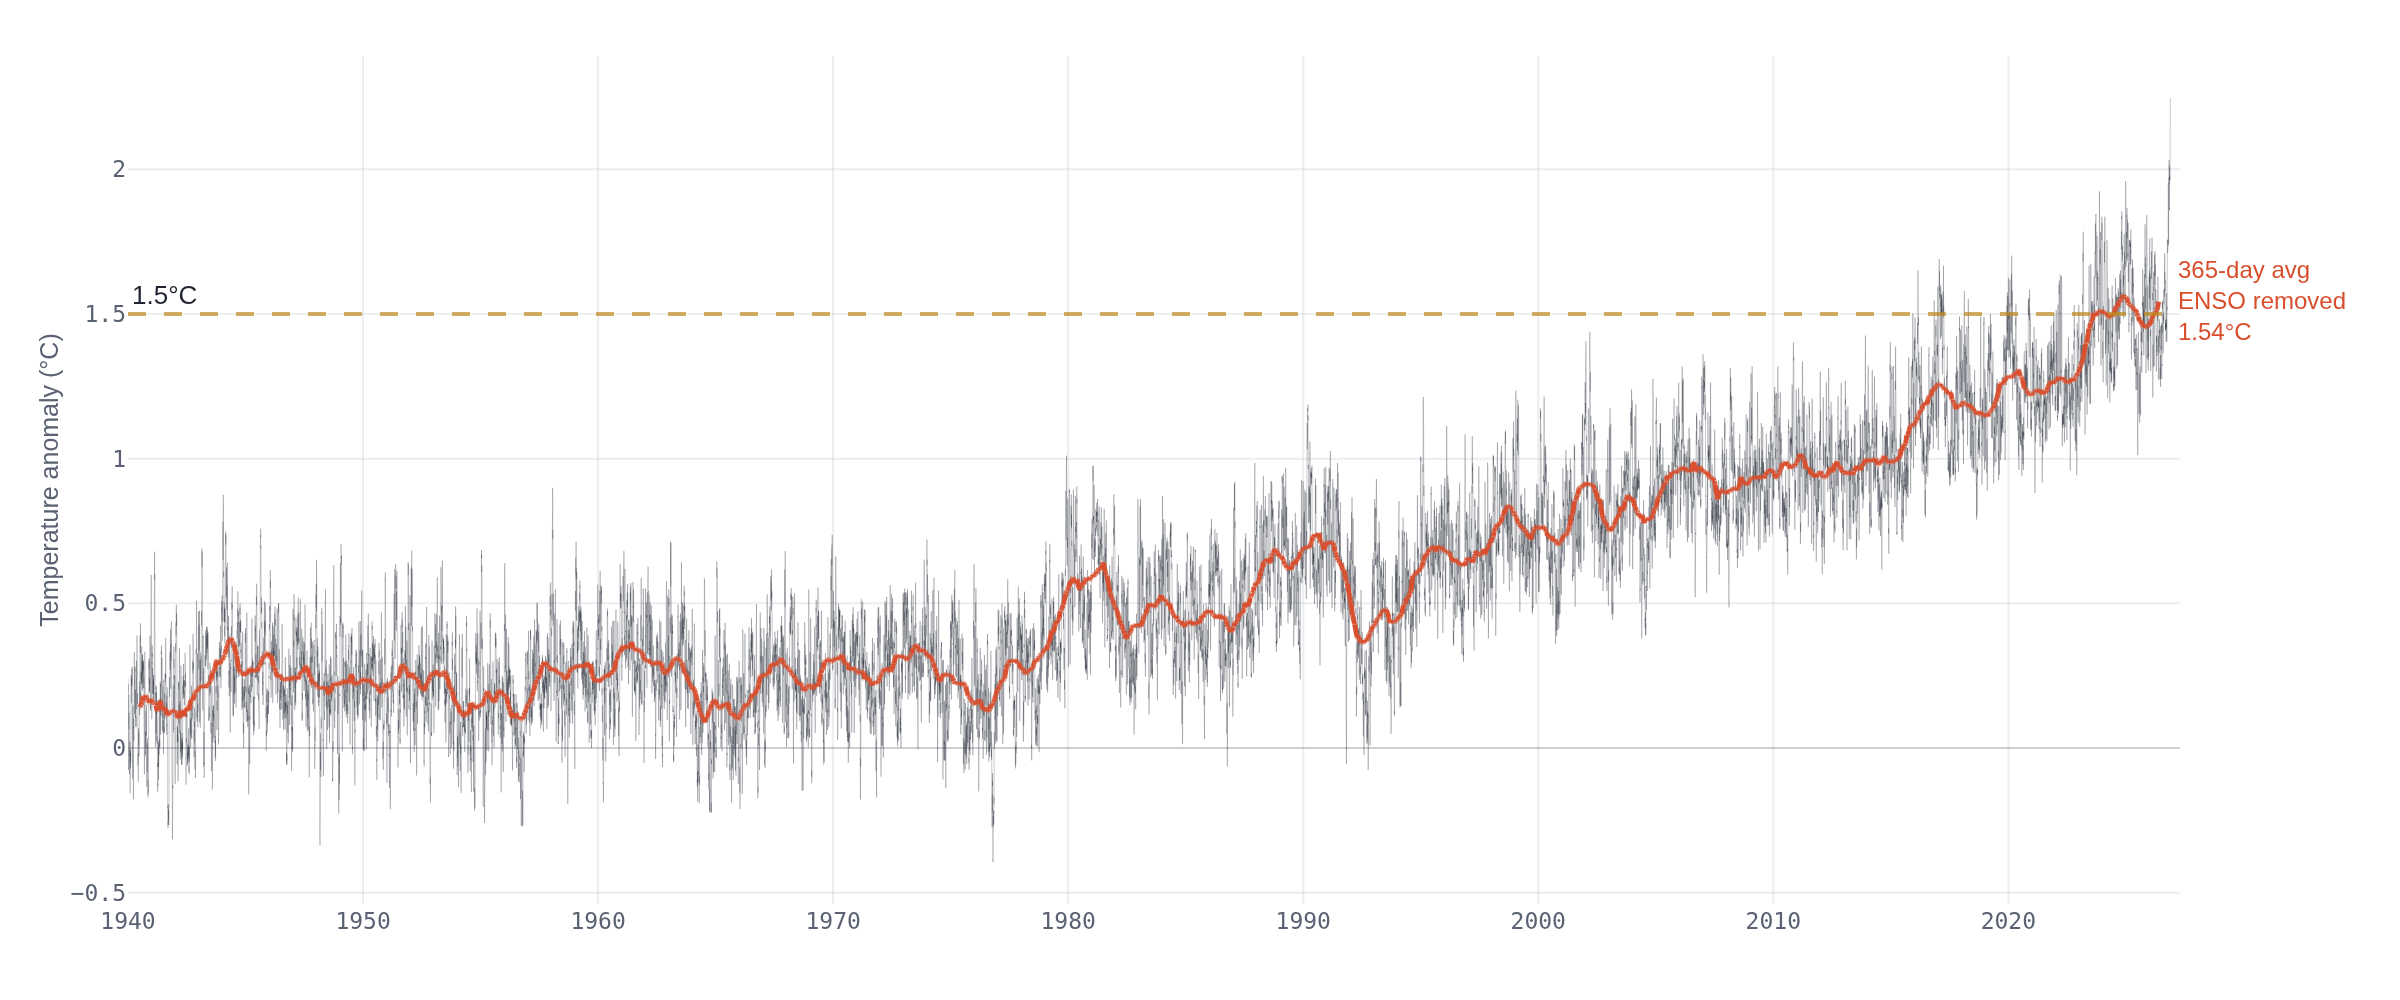 2
1.5
1
0.5
0
−0.5
Temperature anomaly (°C)
1.5°C
365-day avg
ENSO removed
1.54°C
1940 1950 1960 1970 1980 1990 2000 2010 2020